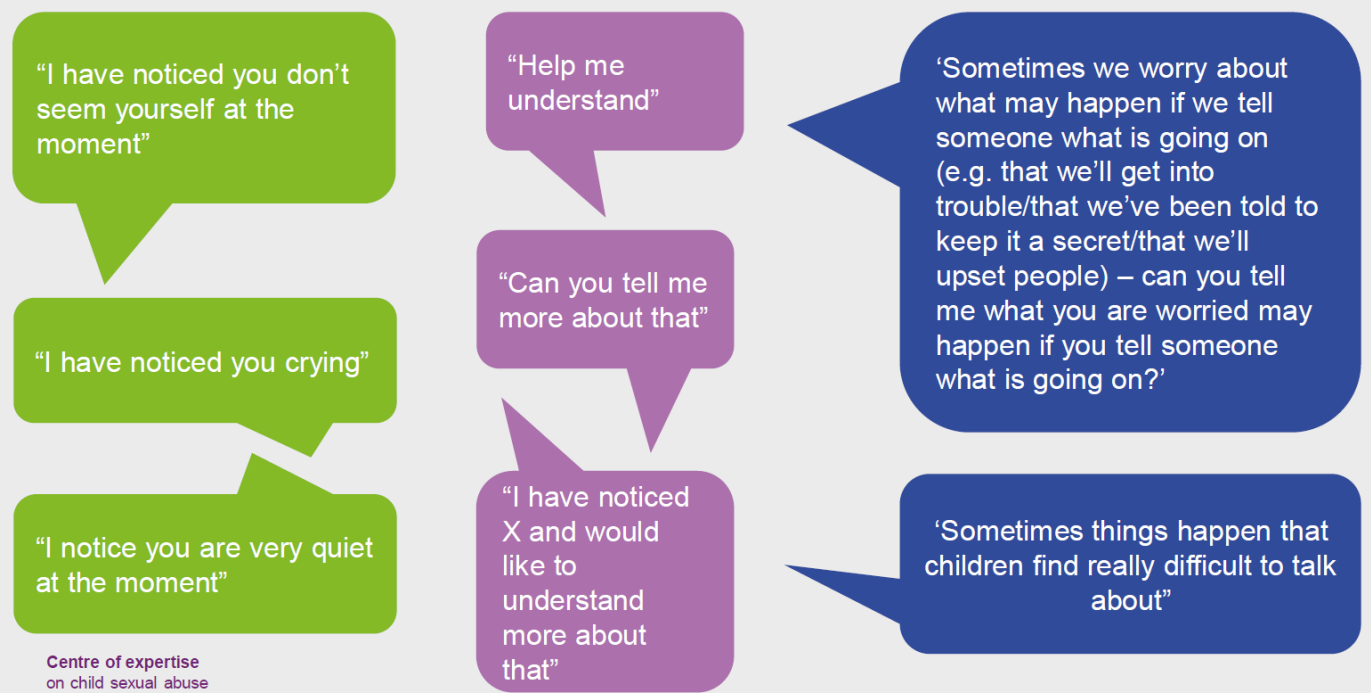 “I have noticed you don’t
seem yourself at the
moment”
“I have noticed you crying”
“I notice you are very quiet
at the moment”
“Help me
understand”
“Can you tell me
more about that”
“I have noticed
X and would
like to
understand
more about
that”
‘Sometimes we worry about
what may happen if we tell
someone what is going on
(e.g. that we’ll get into
trouble/that we’ve been told to
keep it a secret/that we’ll
upset people) – can you tell
me what you are worried may
happen if you tell someone
what is going on?’
‘Sometimes things happen that
children find really difficult to talk
about”
Centre of expertise
on child sexual abuse